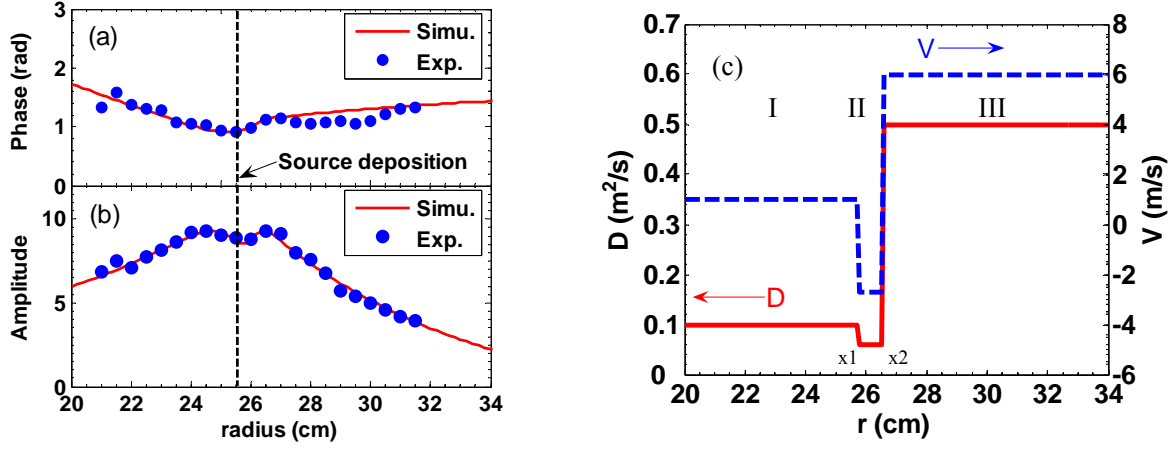 (a)
Simu.
Exp.
Phase (rad)
3
2
1
0
Source deposition
(b)
Simu.
Exp.
Amplitude
10
5
0
20 22 24 26 28 30 32 34
radius (cm)
(c)
V
I II III
D
x1 x2
D (m²/s)
0.7
0.6
0.5
0.4
0.3
0.2
0.1
0
V (m/s)
8
6
4
2
0
-2
-4
-6
20 22 24 26 28 30 32 34
r (cm)